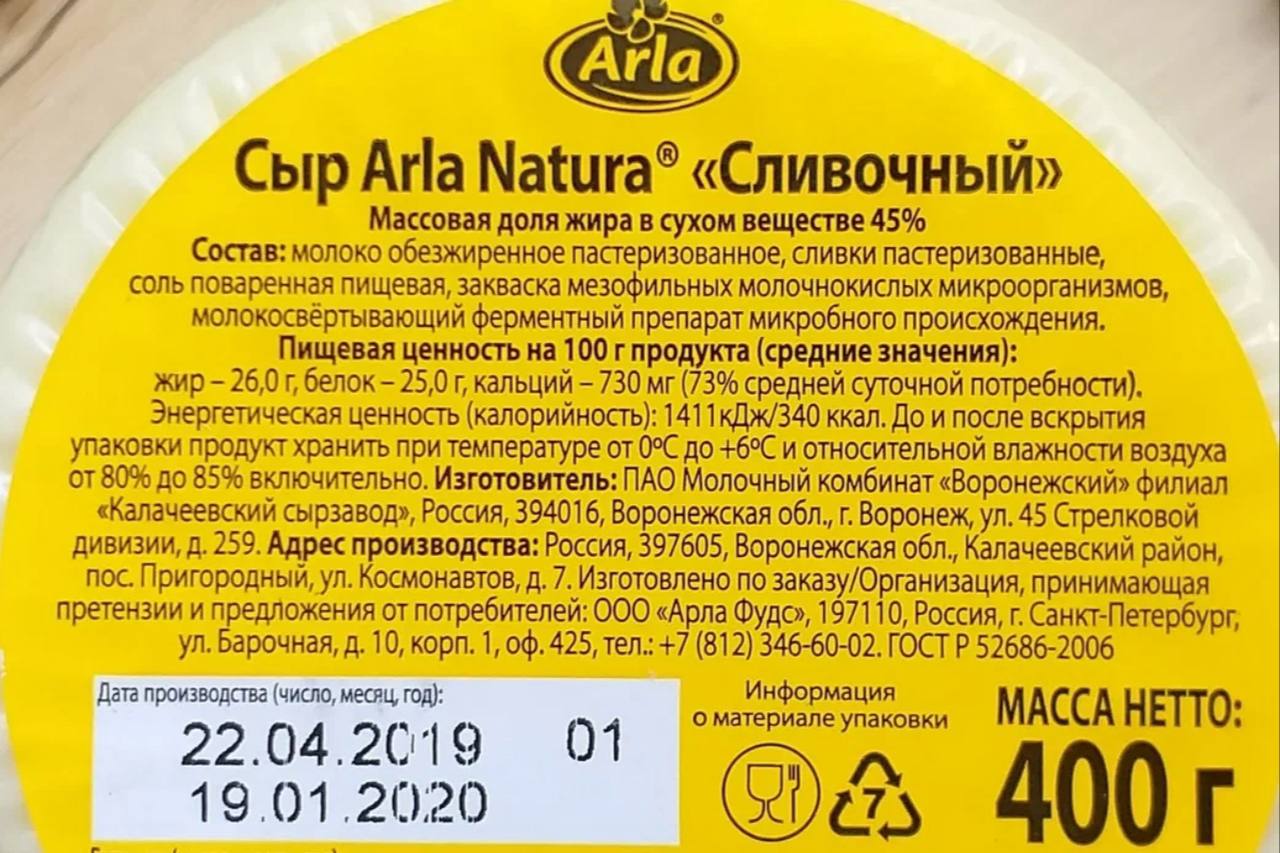 Arla®
Сыр Arla Natura® «Сливочный»
Массовая доля жира в сухом веществе 45%
Состав: молоко обезжиренное пастеризованное, сливки пастеризованные,
соль поваренная пищевая, закваска мезофильных молочнокислых микроорганизмов,
молокосвёртывающий ферментный препарат микробного происхождения.
Пищевая ценность на 100 г продукта (средние значения):
жир – 26,0 г, белок – 25,0 г, кальций – 730 мг (73% средней суточной потребности).
Энергетическая ценность (калорийность): 1411кДж/340 ккал. До и после вскрытия
упаковки продукт хранить при температуре от 0ºС до +6ºС и относительной влажности воздуха
от 80% до 85% включительно. Изготовитель: ПАО Молочный комбинат «Воронежский» филиал
«Калачеевский сырзавод», Россия, 394016, Воронежская обл., г. Воронеж, ул. 45 Стрелковой
дивизии, д. 259. Адрес производства: Россия, 397605, Воронежская обл., Калачеевский район,
пос. Пригородный, ул. Космонавтов, д. 7. Изготовлено по заказу/Организация, принимающая
претензии и предложения от потребителей: ООО «Арла Фудс», 197110, Россия, г. Санкт-Петербург,
ул. Барочная, д. 10, корп. 1, оф. 425, тел.: +7 (812) 346-60-02. ГОСТ Р 52686-2006
Дата производства (число, месяц, год):
22.04.2019 01
19.01.2020
Информация
о материале упаковки
7
МАССА НЕТТО:
400 г